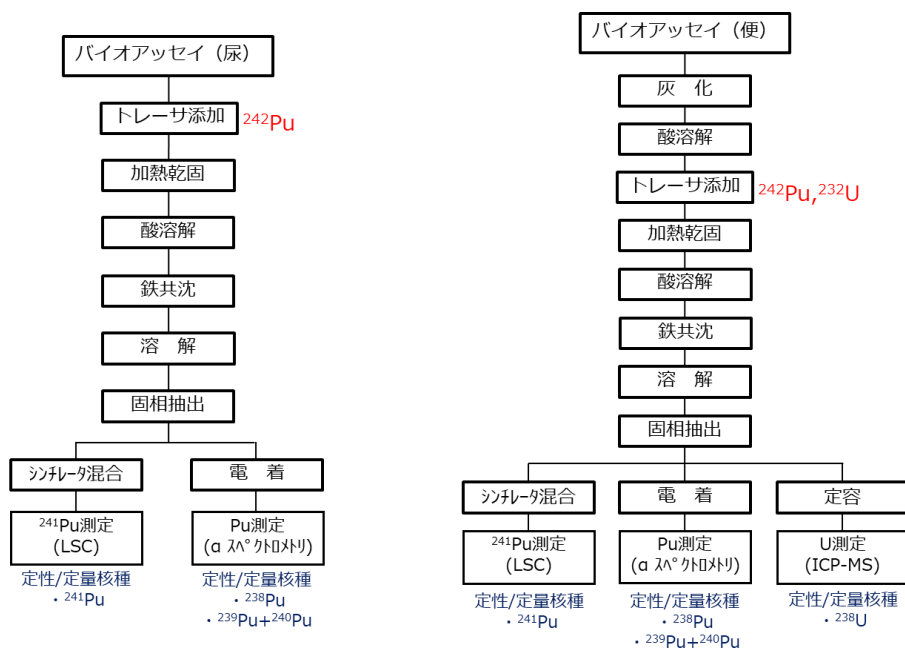 バイオアッセイ（尿）
トレーサ添加
²⁴²Pu
加熱乾固
酸溶解
鉄共沈
溶　解
固相抽出
ｼﾝﾁﾚｰﾀ混合
電　着
²⁴¹Pu測定
(LSC)
Pu測定
(α ｽﾍﾟｸﾄﾛﾒﾄﾘ)
定性/定量核種
・²⁴¹Pu
定性/定量核種
・²³⁸Pu
・²³⁹Pu+²⁴⁰Pu
バイオアッセイ（便）
灰　化
酸溶解
トレーサ添加
²⁴²Pu,²³²U
加熱乾固
酸溶解
鉄共沈
溶　解
固相抽出
ｼﾝﾁﾚｰﾀ混合
電　着
定容
²⁴¹Pu測定
(LSC)
Pu測定
(α ｽﾍﾟｸﾄﾛﾒﾄﾘ)
U測定
(ICP-MS)
定性/定量核種
・²⁴¹Pu
定性/定量核種
・²³⁸Pu
・²³⁹Pu+²⁴⁰Pu
定性/定量核種
・²³⁸U